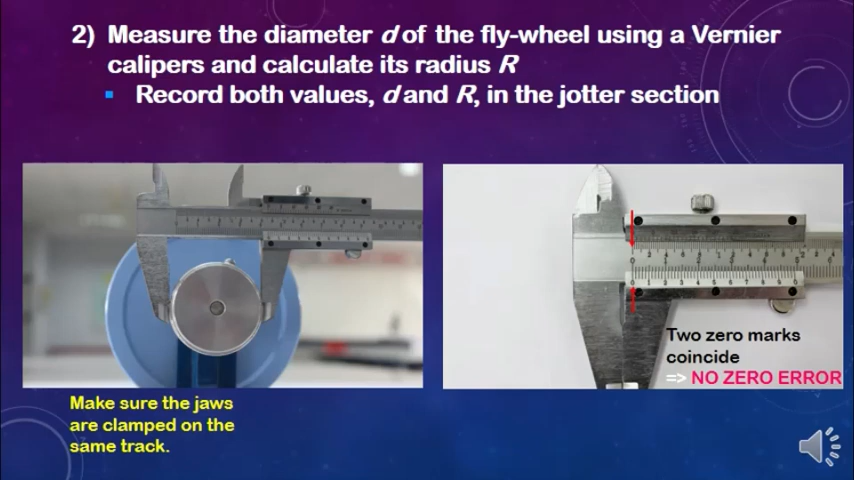 2) Measure the diameter d of the fly-wheel using a Vernier
calipers and calculate its radius R
▪ Record both values, d and R, in the jotter section
Two zero marks
coincide
=> NO ZERO ERROR
Make sure the jaws
are clamped on the
same track.